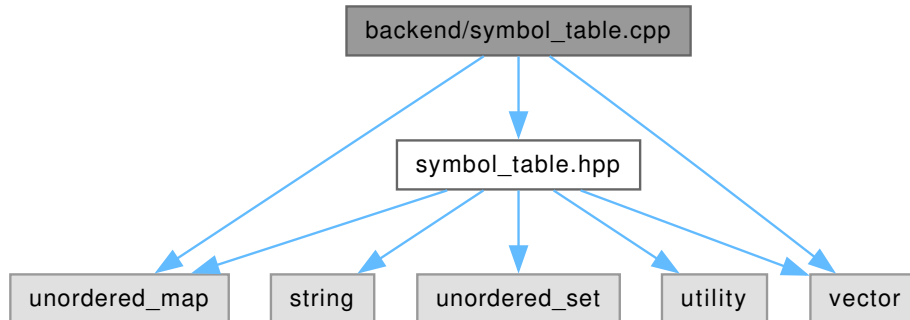 backend/symbol_table.cpp
symbol_table.hpp
unordered_map
string
unordered_set
utility
vector